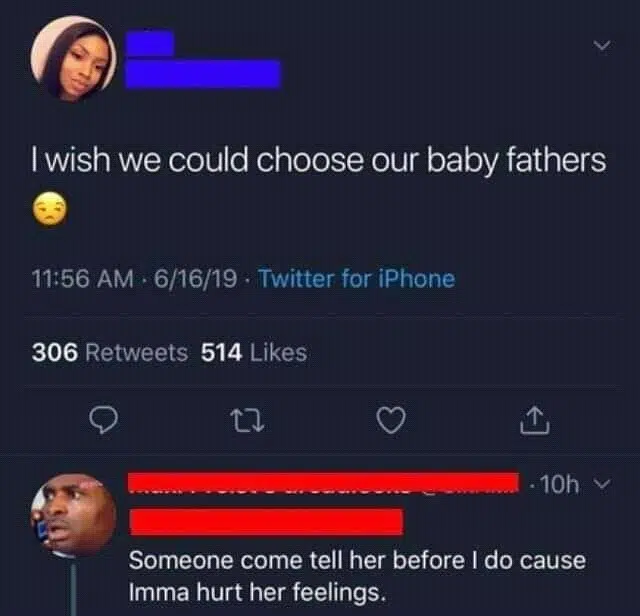 I wish we could choose our baby fathers
😒
11:56 AM · 6/16/19 · Twitter for iPhone
306 Retweets 514 Likes
· 10h
Someone come tell her before I do cause
Imma hurt her feelings.